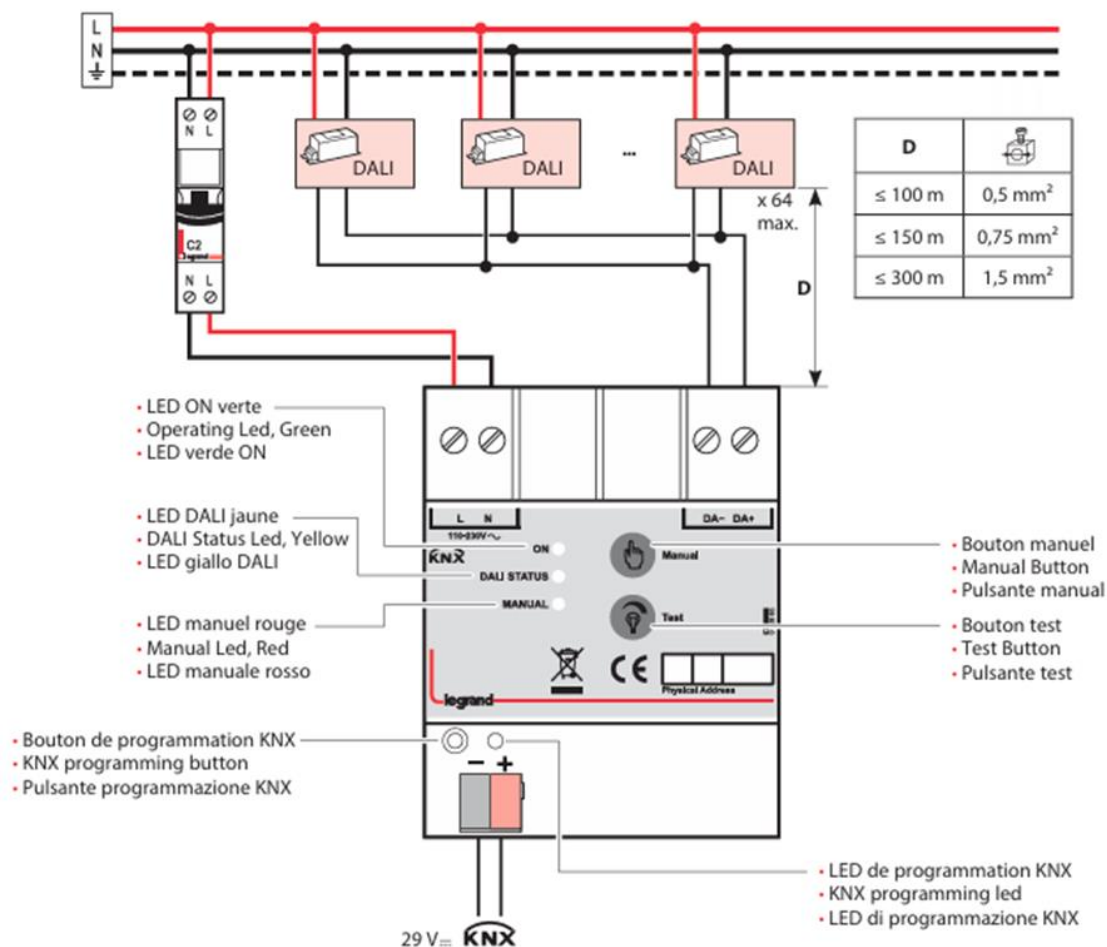 L
N
N L
C2
legrand
N L
DALI
DALI
...
DALI
x 64
max.
D
D
≤ 100 m 0,5 mm²
≤ 150 m 0,75 mm²
≤ 300 m 1,5 mm²
• LED ON verte
• Operating Led, Green
• LED verde ON
• LED DALI jaune
• DALI Status Led, Yellow
• LED giallo DALI
• LED manuel rouge
• Manual Led, Red
• LED manuale rosso
L N
110-230V~
KNX
ON
DALI STATUS
MANUAL
DA- DA+
Manual
Test
CE
Physical Address
legrand
• Bouton manuel
• Manual Button
• Pulsante manual
• Bouton test
• Test Button
• Pulsante test
• Bouton de programmation KNX
• KNX programming button
• Pulsante programmazione KNX
- +
• LED de programmation KNX
• KNX programming led
• LED di programmazione KNX
29 V⎓ KNX